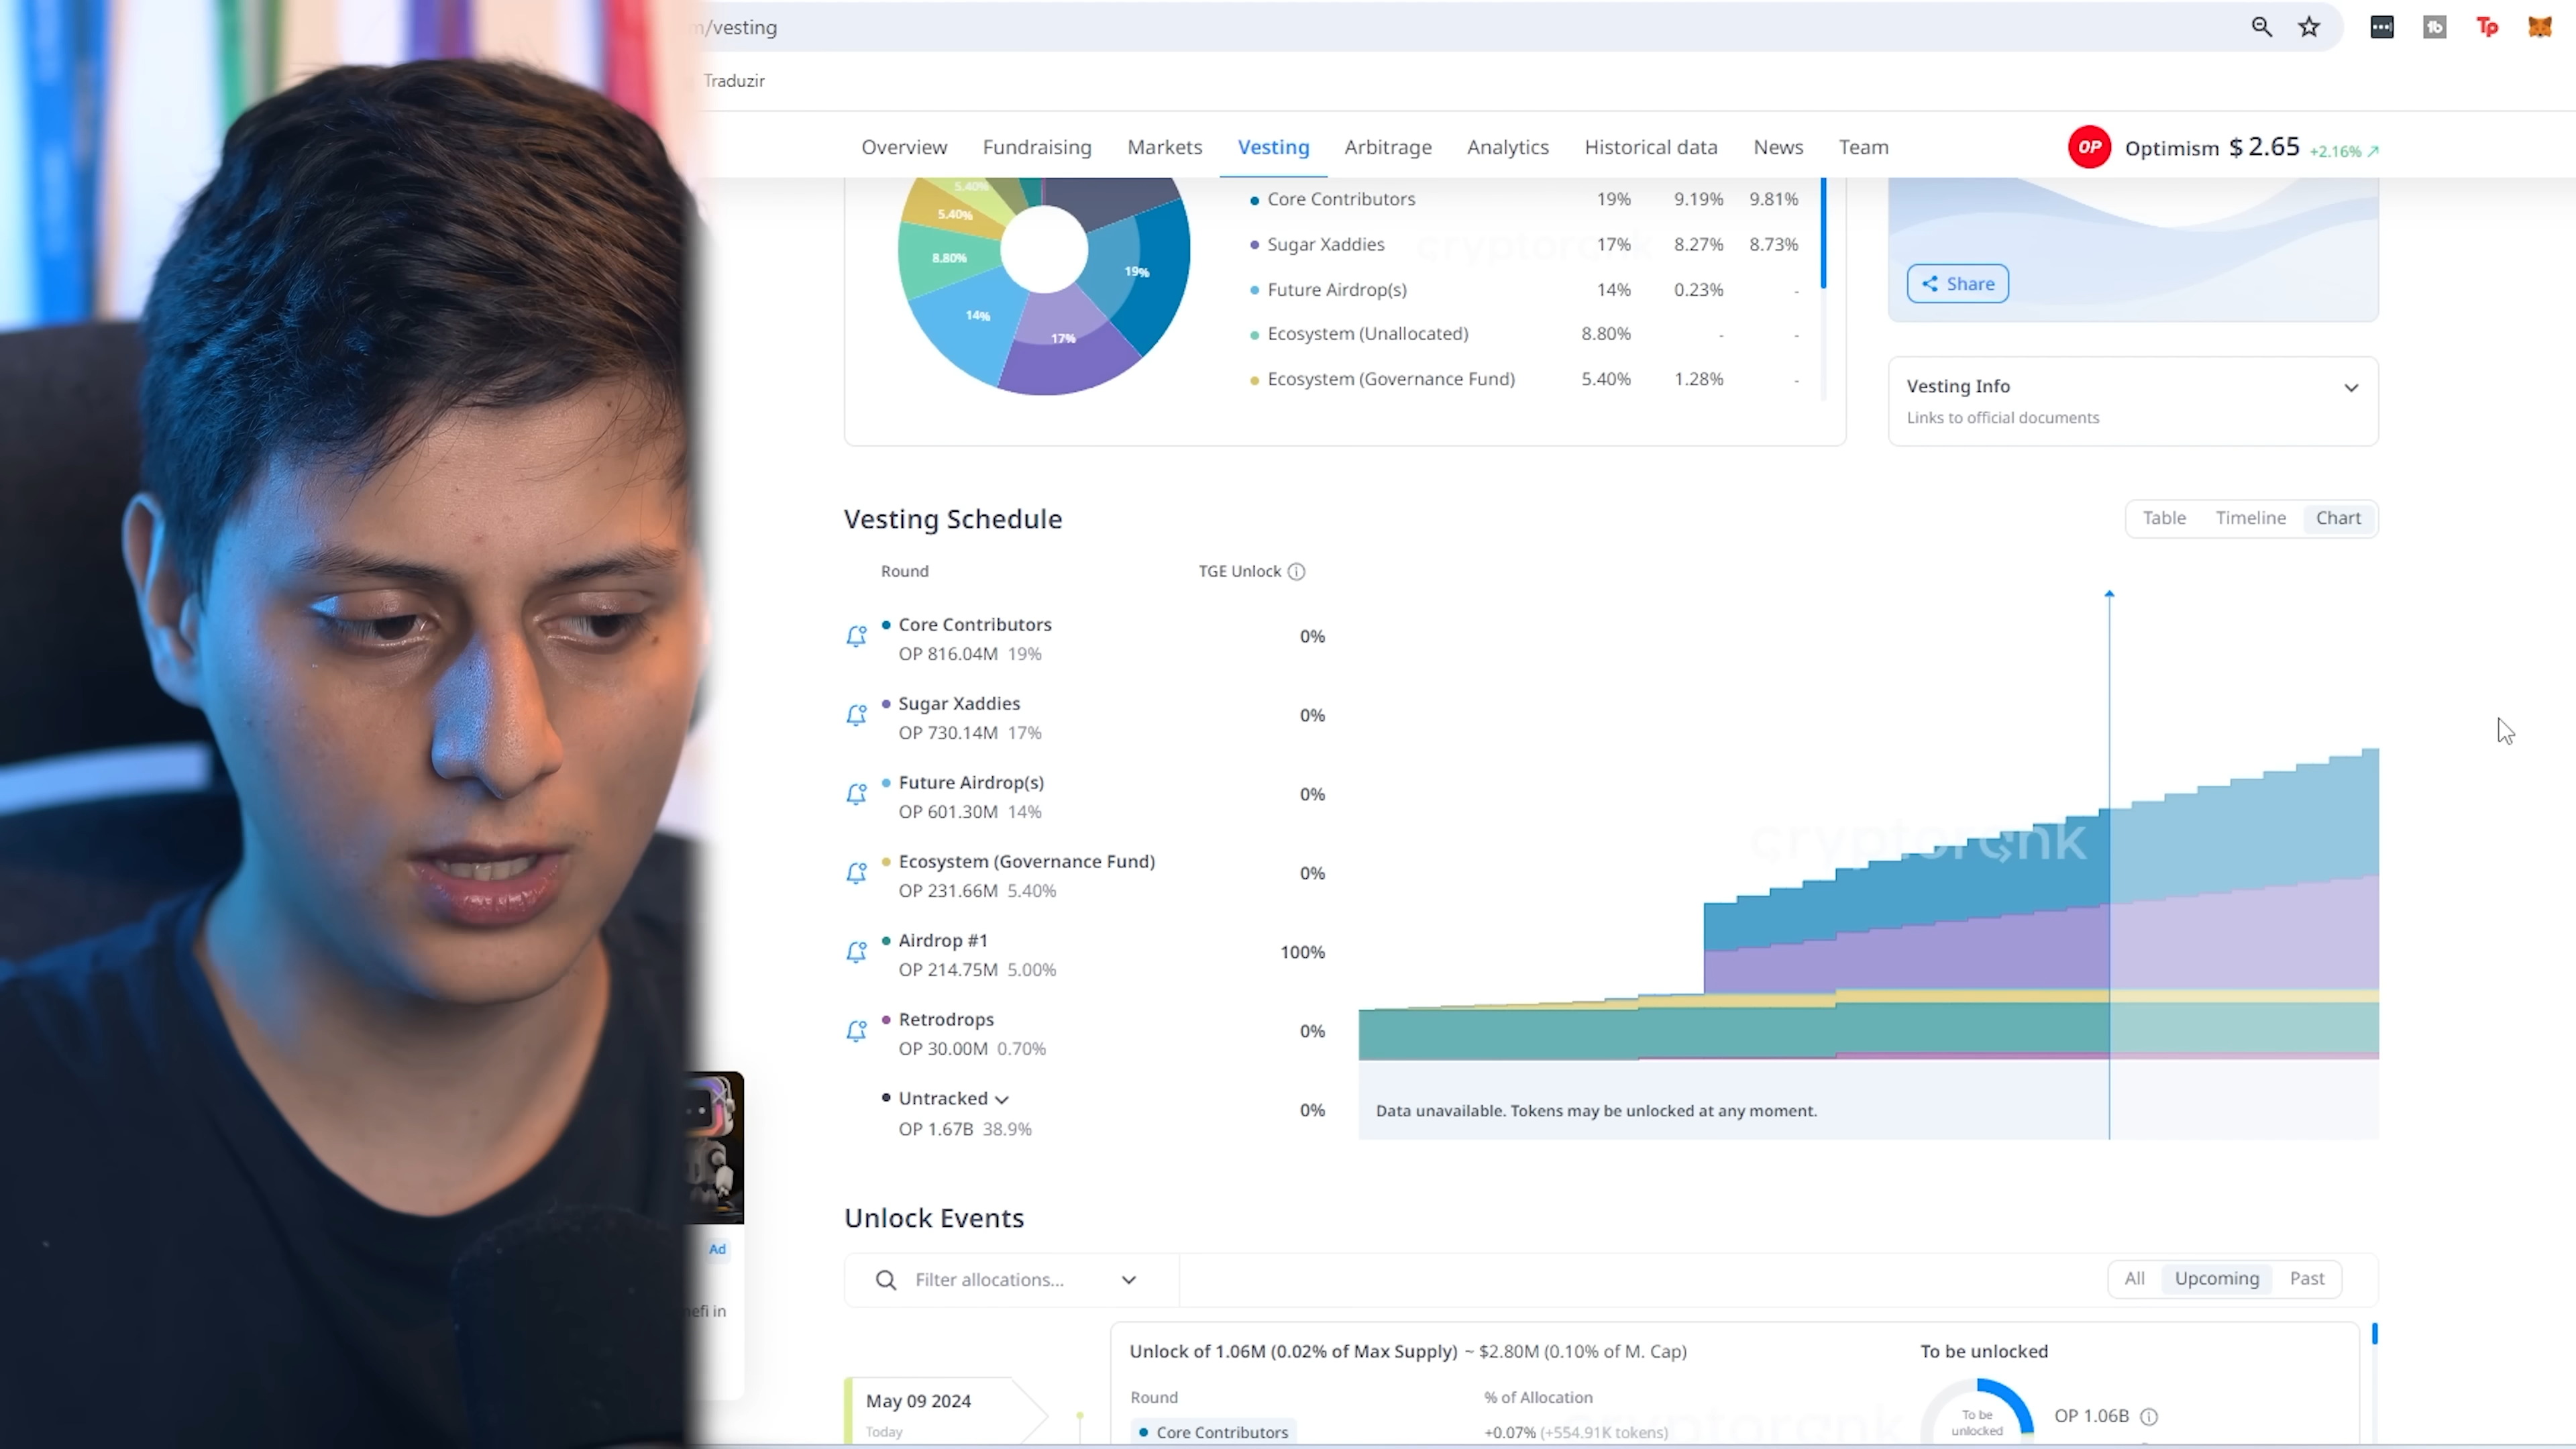 /vesting
Traduzir
Overview Fundraising Markets Vesting Arbitrage Analytics Historical data News Team
OP Optimism $ 2.65 +2.16%
5.40%
5.40%
8.80%
14%
17%
19%
Core Contributors 19% 9.19% 9.81%
Sugar Xaddies 17% 8.27% 8.73%
Future Airdrop(s) 14% 0.23% -
Ecosystem (Unallocated) 8.80% - -
Ecosystem (Governance Fund) 5.40% 1.28% -
Share
Vesting Info
Links to official documents
Vesting Schedule
Table Timeline Chart
Round TGE Unlock
Core Contributors
OP 816.04M 19%
0%
Sugar Xaddies
OP 730.14M 17%
0%
Future Airdrop(s)
OP 601.30M 14%
0%
Ecosystem (Governance Fund)
OP 231.66M 5.40%
0%
Airdrop #1
OP 214.75M 5.00%
100%
Retrodrops
OP 30.00M 0.70%
0%
Untracked
OP 1.67B 38.9%
0%
cryptorank
Data unavailable. Tokens may be unlocked at any moment.
Unlock Events
Filter allocations...
All Upcoming Past
Ad
in
May 09 2024
Today
Unlock of 1.06M (0.02% of Max Supply) ~ $2.80M (0.10% of M. Cap)
Round % of Allocation
Core Contributors +0.07% (+554.91K tokens)
To be unlocked
To be
unlocked
OP 1.06B
Tp